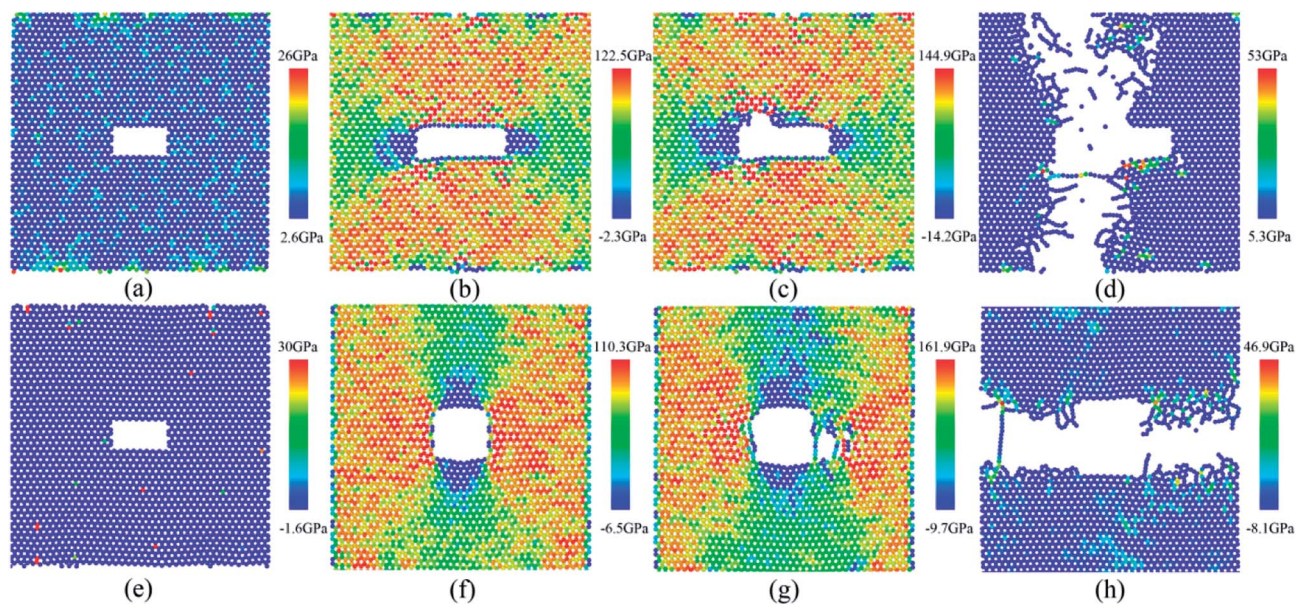 26GPa
2.6GPa
(a)
122.5GPa
-2.3GPa
(b)
144.9GPa
-14.2GPa
(c)
53GPa
5.3GPa
(d)
30GPa
-1.6GPa
(e)
110.3GPa
-6.5GPa
(f)
161.9GPa
-9.7GPa
(g)
46.9GPa
-8.1GPa
(h)